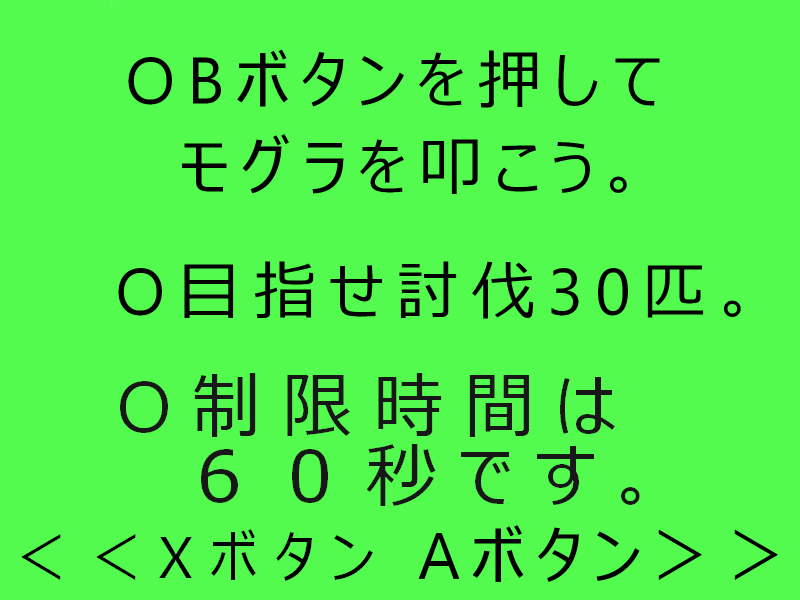 ○Bボタンを押して
モグラを叩こう。
○目指せ討伐30匹。
○制限時間は
60秒です。
＜＜Xボタン Aボタン＞＞